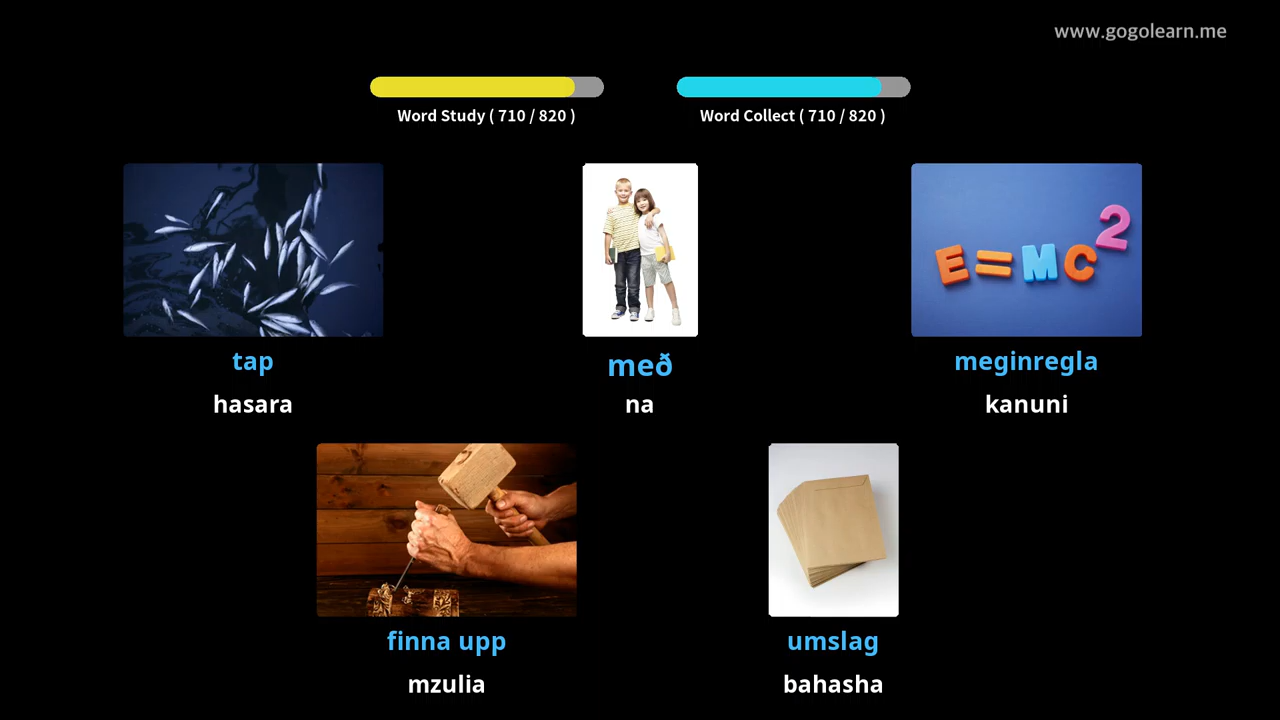 www.gogolearn.me
Word Study ( 710 / 820 )
Word Collect ( 710 / 820 )
E=MC2
tap
hasara
með
na
meginregla
kanuni
finna upp
mzulia
umslag
bahasha